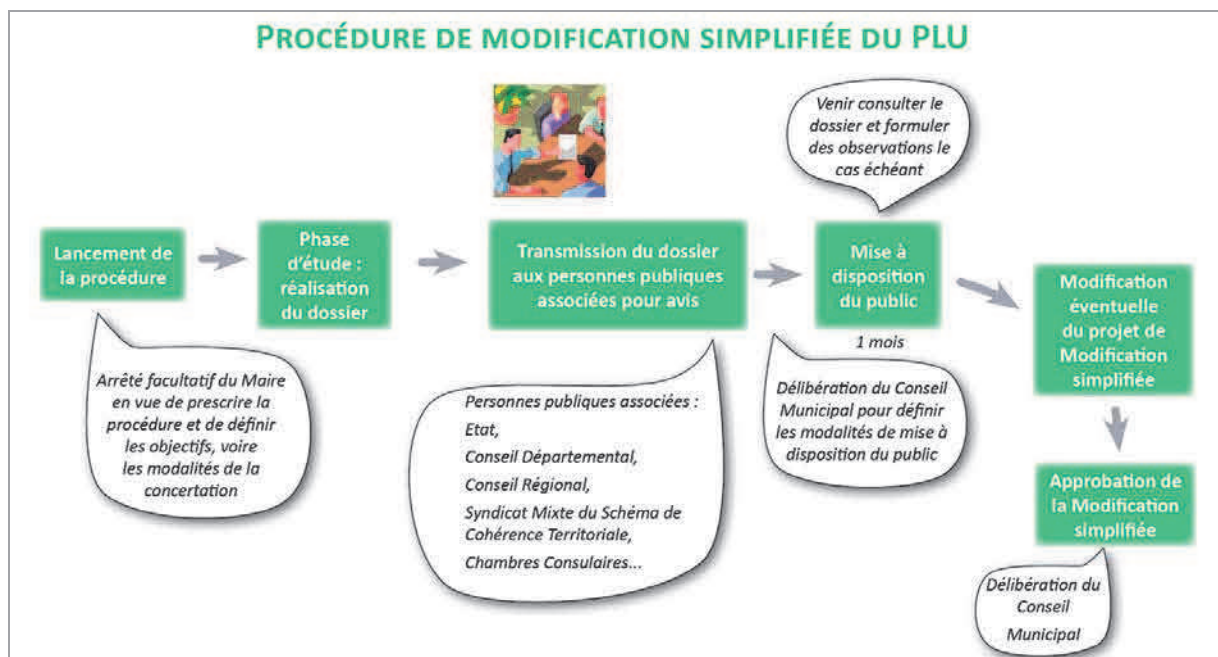 PROCÉDURE DE MODIFICATION SIMPLIFIÉE DU PLU
Venir consulter le
dossier et formuler
des observations le
cas échéant
Lancement de
la procédure
Phase
d'étude :
réalisation
du dossier
Transmission du dossier
aux personnes publiques
associées pour avis
Mise à
disposition
du public
1 mois
Modification
éventuelle
du projet de
Modification
simplifiée
Arrêté facultatif du Maire
en vue de prescrire la
procédure et de définir
les objectifs, voire
les modalités de la
concertation
Personnes publiques associées :
Etat,
Conseil Départemental,
Conseil Régional,
Syndicat Mixte du Schéma de
Cohérence Territoriale,
Chambres Consulaires...
Délibération du Conseil
Municipal pour définir
les modalités de mise à
disposition du public
Approbation de
la Modification
simplifiée
Délibération du
Conseil
Municipal